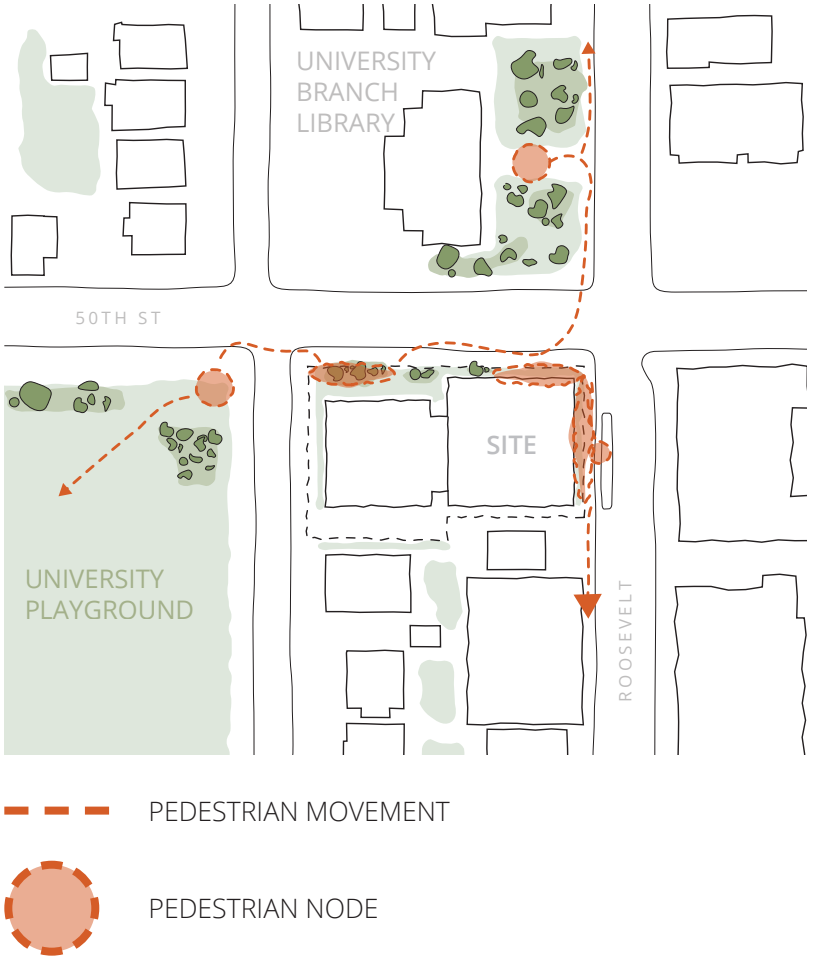 UNIVERSITY
BRANCH
LIBRARY
50TH ST
SITE
UNIVERSITY
PLAYGROUND
ROOSEVELT
PEDESTRIAN MOVEMENT
PEDESTRIAN NODE